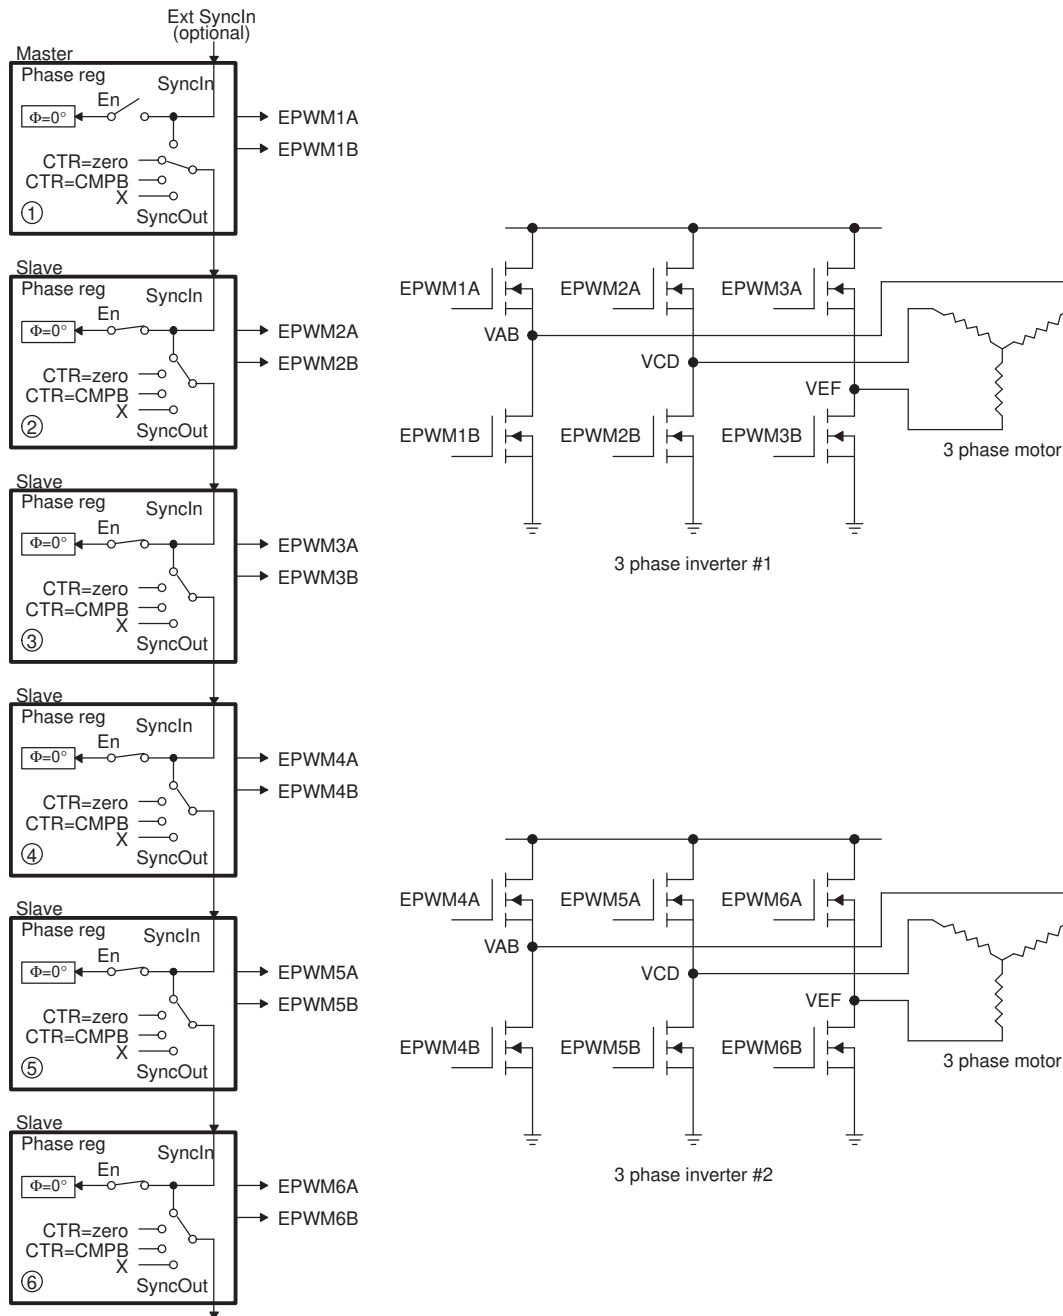 Ext SyncIn
(optional)
Master
Phase reg
SyncIn
En
Φ=0°
EPWM1A
EPWM1B
CTR=zero
CTR=CMPB
X
1
SyncOut
Slave
Phase reg
SyncIn
En
Φ=0°
EPWM2A
EPWM2B
CTR=zero
CTR=CMPB
X
2
SyncOut
Slave
Phase reg
SyncIn
En
Φ=0°
EPWM3A
EPWM3B
CTR=zero
CTR=CMPB
X
3
SyncOut
Slave
Phase reg
SyncIn
En
Φ=0°
EPWM4A
EPWM4B
CTR=zero
CTR=CMPB
X
4
SyncOut
Slave
Phase reg
SyncIn
En
Φ=0°
EPWM5A
EPWM5B
CTR=zero
CTR=CMPB
X
5
SyncOut
Slave
Phase reg
SyncIn
En
Φ=0°
EPWM6A
EPWM6B
CTR=zero
CTR=CMPB
X
6
SyncOut
EPWM1A
EPWM2A
EPWM3A
VAB
VCD
VEF
EPWM1B
EPWM2B
EPWM3B
3 phase motor
3 phase inverter #1
EPWM4A
EPWM5A
EPWM6A
VAB
VCD
VEF
EPWM4B
EPWM5B
EPWM6B
3 phase motor
3 phase inverter #2